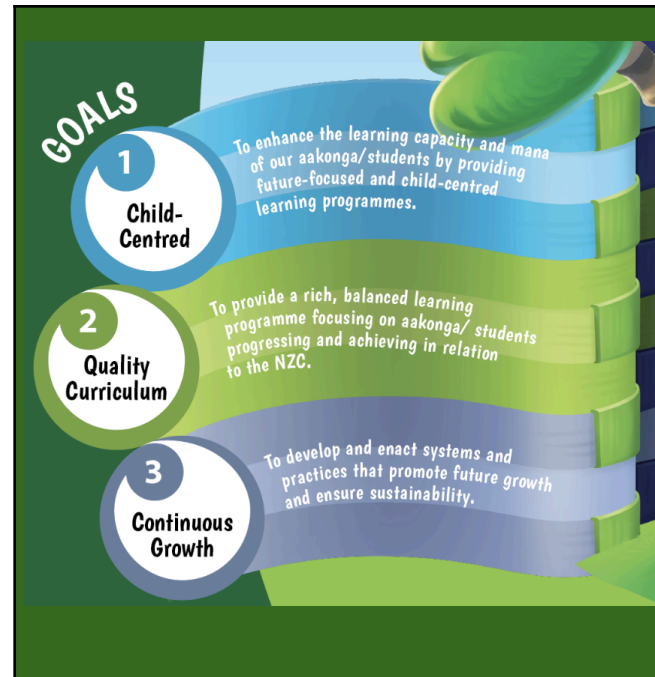 GOALS
1
Child-
Centred
To enhance the learning capacity and mana
of our aakonga/students by providing
future-focused and child-centred
learning programmes.
2
Quality
Curriculum
To provide a rich, balanced learning
programme focusing on aakonga/ students
progressing and achieving in relation
to the NZC.
3
Continuous
Growth
To develop and enact systems and
practices that promote future growth
and ensure sustainability.